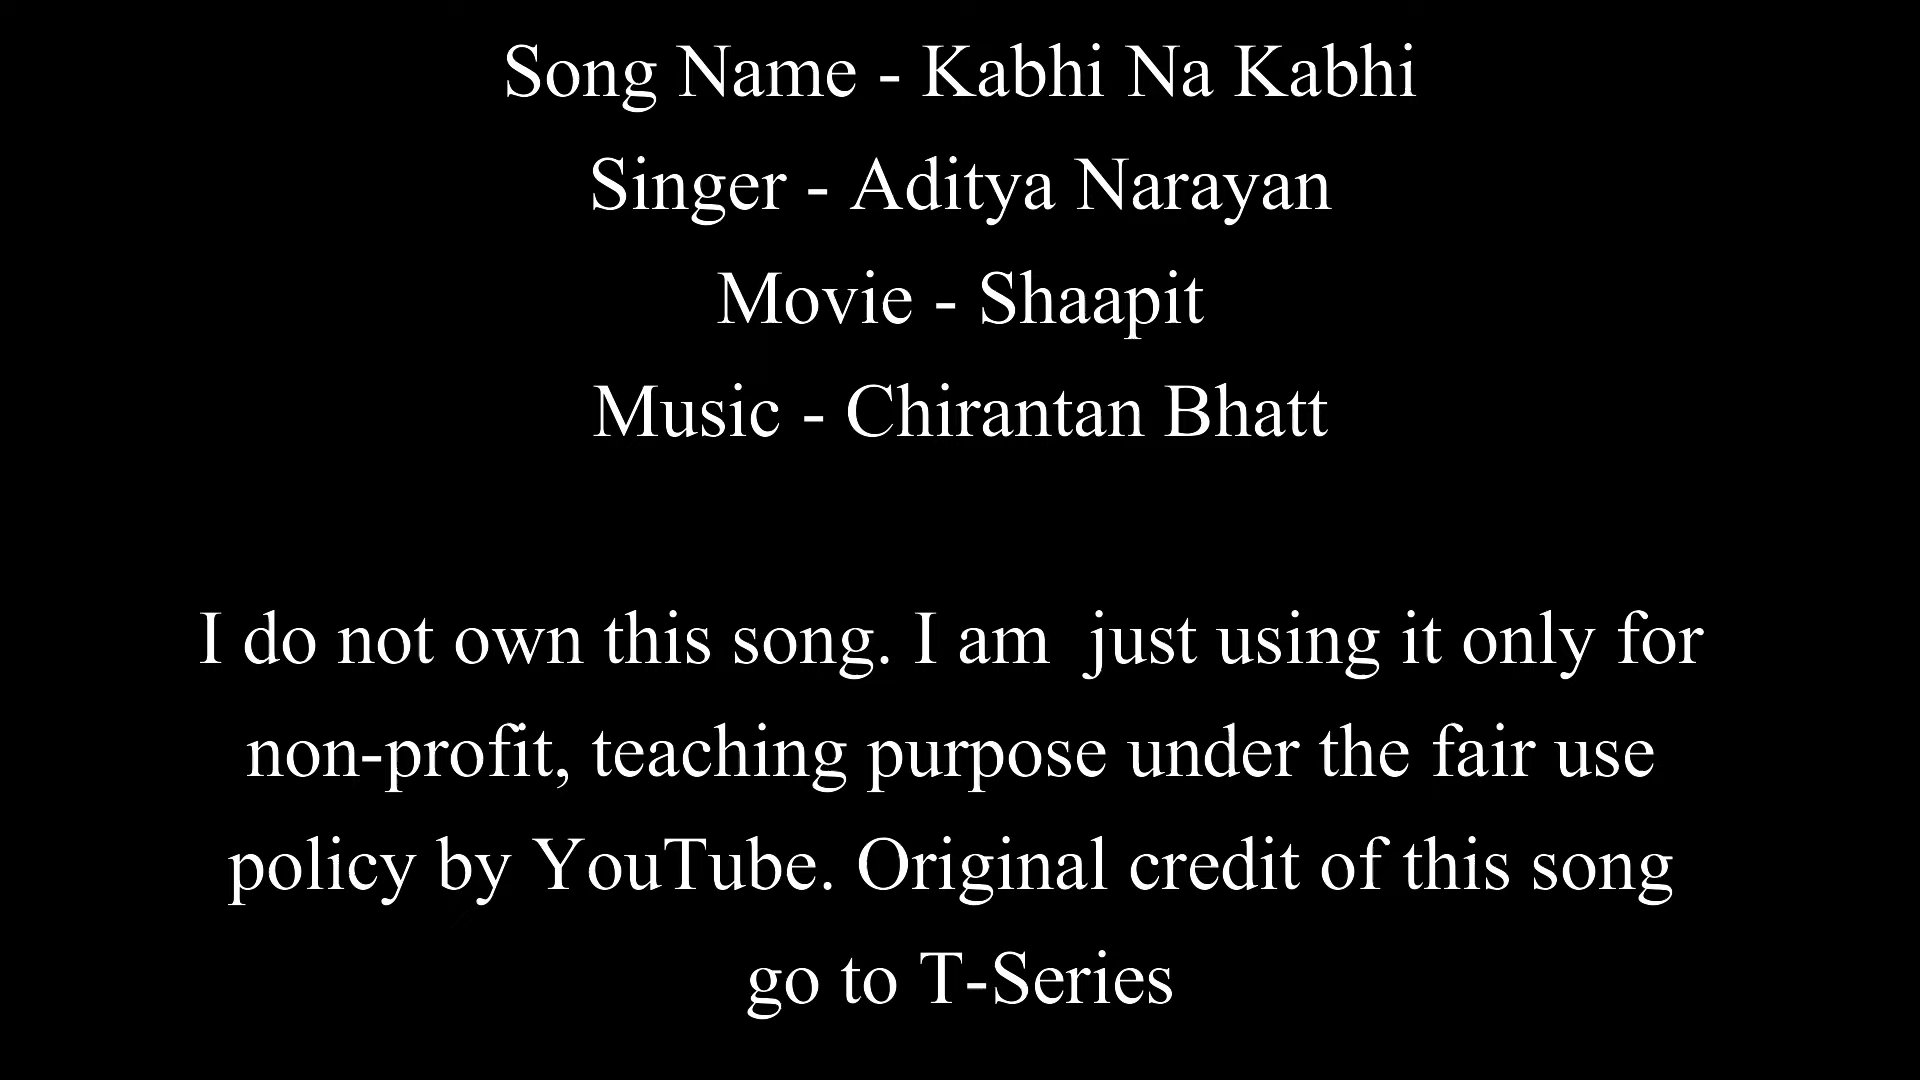 Song Name - Kabhi Na Kabhi
Singer - Aditya Narayan
Movie - Shaapit
Music - Chirantan Bhatt
I do not own this song. I am  just using it only for
non-profit, teaching purpose under the fair use
policy by YouTube. Original credit of this song
go to T-Series